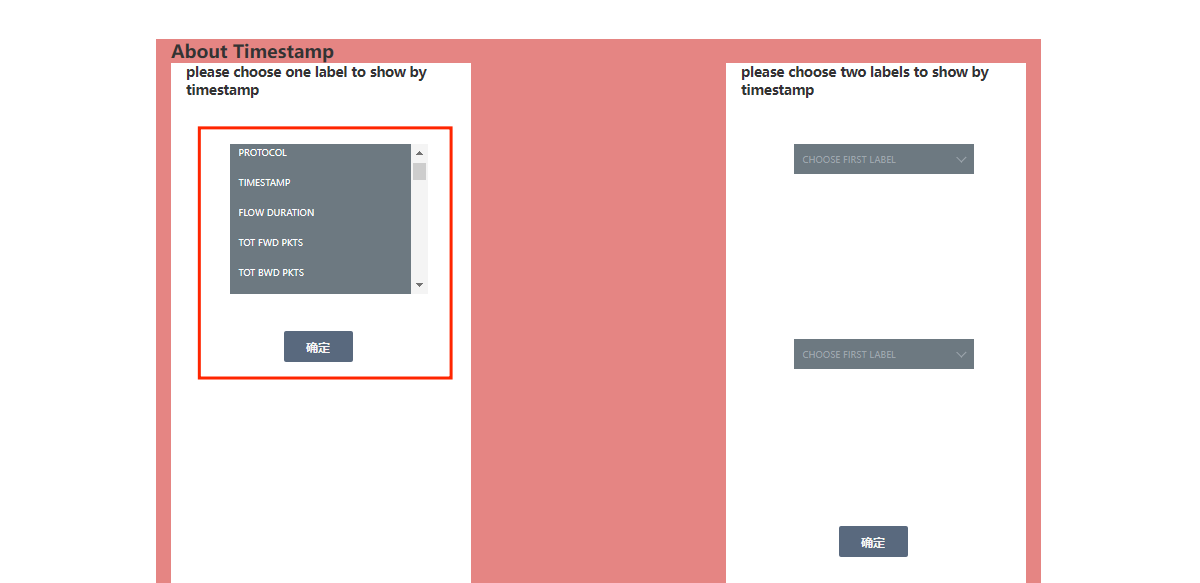 About Timestamp
please choose one label to show by
timestamp
PROTOCOL
TIMESTAMP
FLOW DURATION
TOT FWD PKTS
TOT BWD PKTS
确定
please choose two labels to show by
timestamp
CHOOSE FIRST LABEL
CHOOSE FIRST LABEL
确定